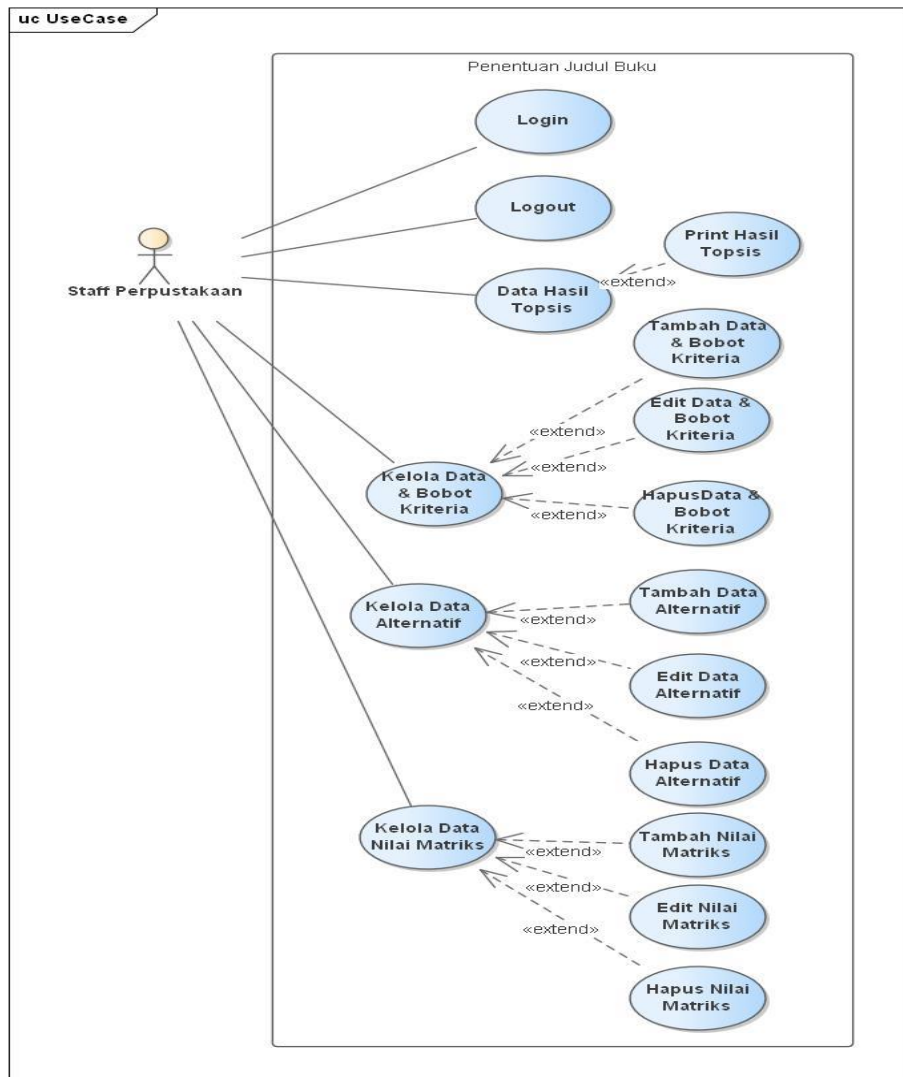 uc UseCase
Penentuan Judul Buku
Login
Logout
Print Hasil
Topsis
Staff Perpustakaan
Data Hasil
Topsis
«extend»
Tambah Data
& Bobot
Kriteria
Edit Data &
Bobot
Kriteria
«extend»
«extend»
Kelola Data
& Bobot
Kriteria
HapusData &
Bobot
Kriteria
«extend»
Tambah Data
Alternatif
Kelola Data
Alternatif
«extend»
«extend»
Edit Data
Alternatif
«extend»
Hapus Data
Alternatif
Kelola Data
Nilai Matriks
Tambah Nilai
Matriks
«extend»
«extend»
Edit Nilai
Matriks
«extend»
Hapus Nilai
Matriks